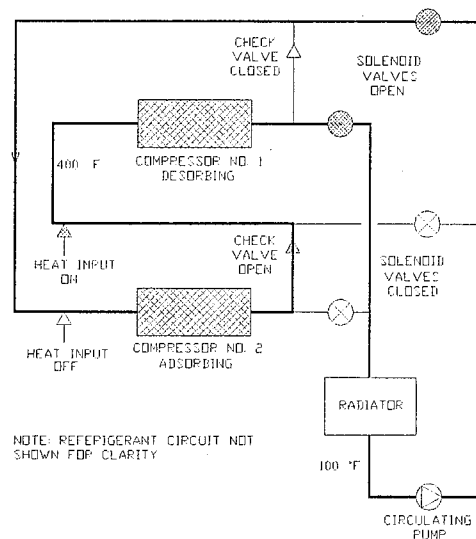 CHECK
VALVE
CLOSED
SOLENOID
VALVES
OPEN
400 F
COMPRESSOR NO. 1
DESORBING
HEAT INPUT
ON
CHECK
VALVE
OPEN
SOLENOID
VALVES
CLOSED
HEAT INPUT
OFF
COMPRESSOR NO. 2
ADSORBING
RADIATOR
NOTE: REFEPIGERANT CIRCUIT NOT
SHOWN FOP CLARITY
100 °F
CIRCULATING
PUMP